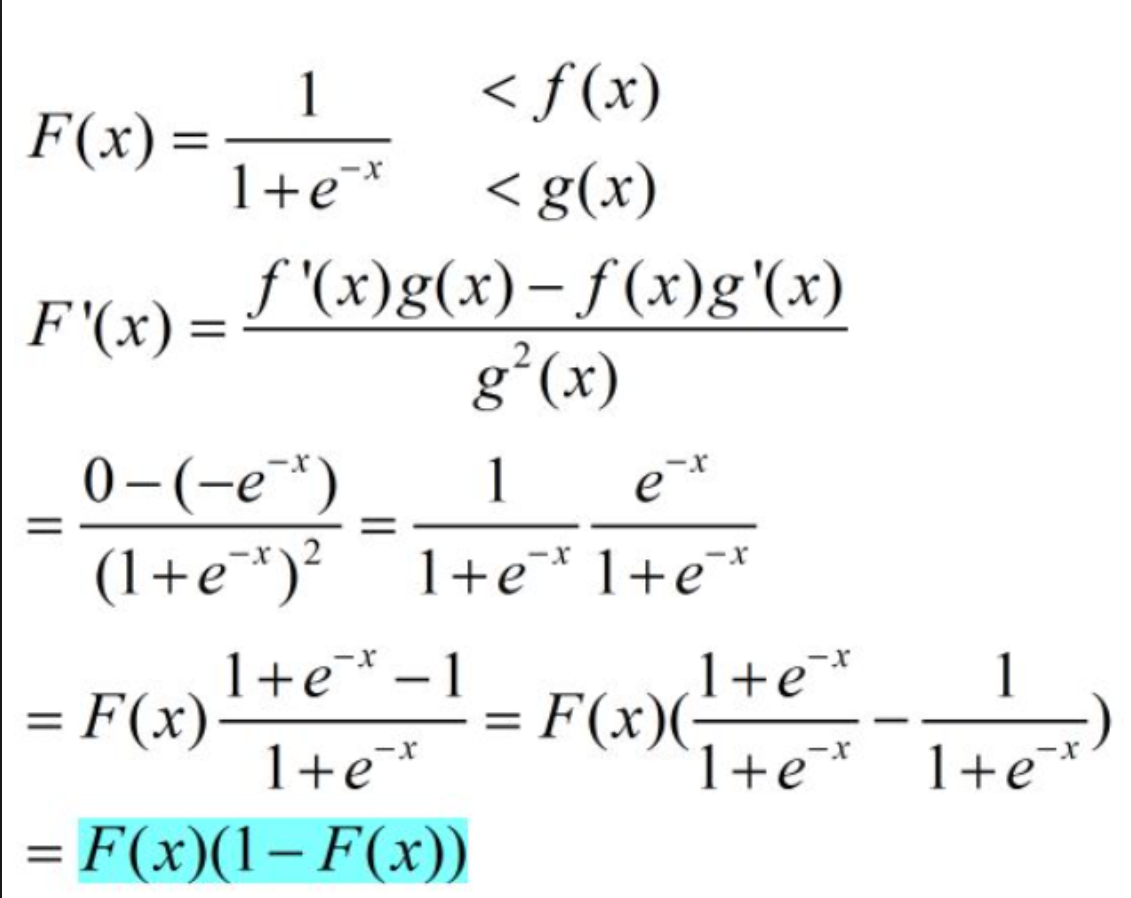 F(x) = 1 / (1+e^{-x}) < f(x) < g(x)
F'(x) = (f'(x)g(x) − f(x)g'(x)) / g²(x)
= (0−(−e^{-x})) / (1+e^{-x})² = 1 / (1+e^{-x}) e^{-x} / (1+e^{-x})
= F(x) (1+e^{-x} −1) / (1+e^{-x}) = F(x)((1+e^{-x}) / (1+e^{-x}) − 1 / (1+e^{-x}))
= F(x)(1− F(x))